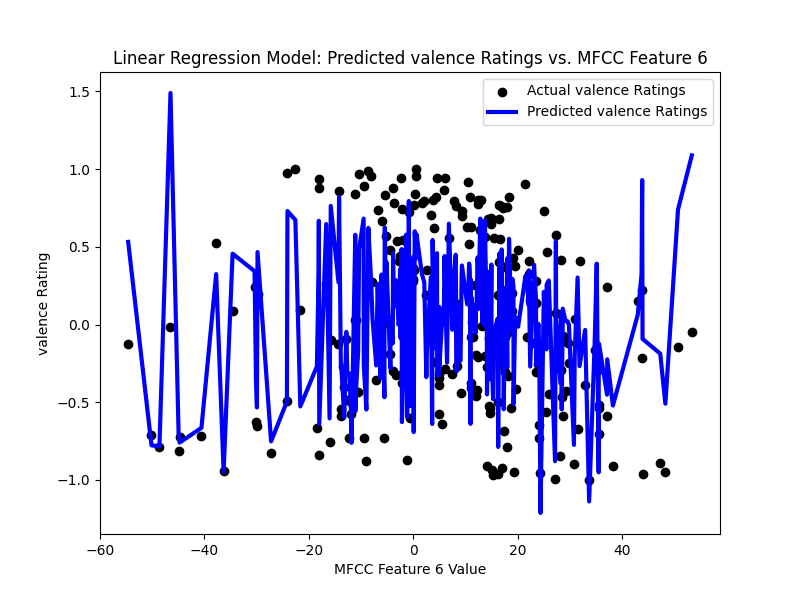 Linear Regression Model: Predicted valence Ratings vs. MFCC Feature 6
Actual valence Ratings
Predicted valence Ratings
1.5
1.0
0.5
0.0
−0.5
−1.0
valence Rating
−60
−40
−20
0
20
40
MFCC Feature 6 Value